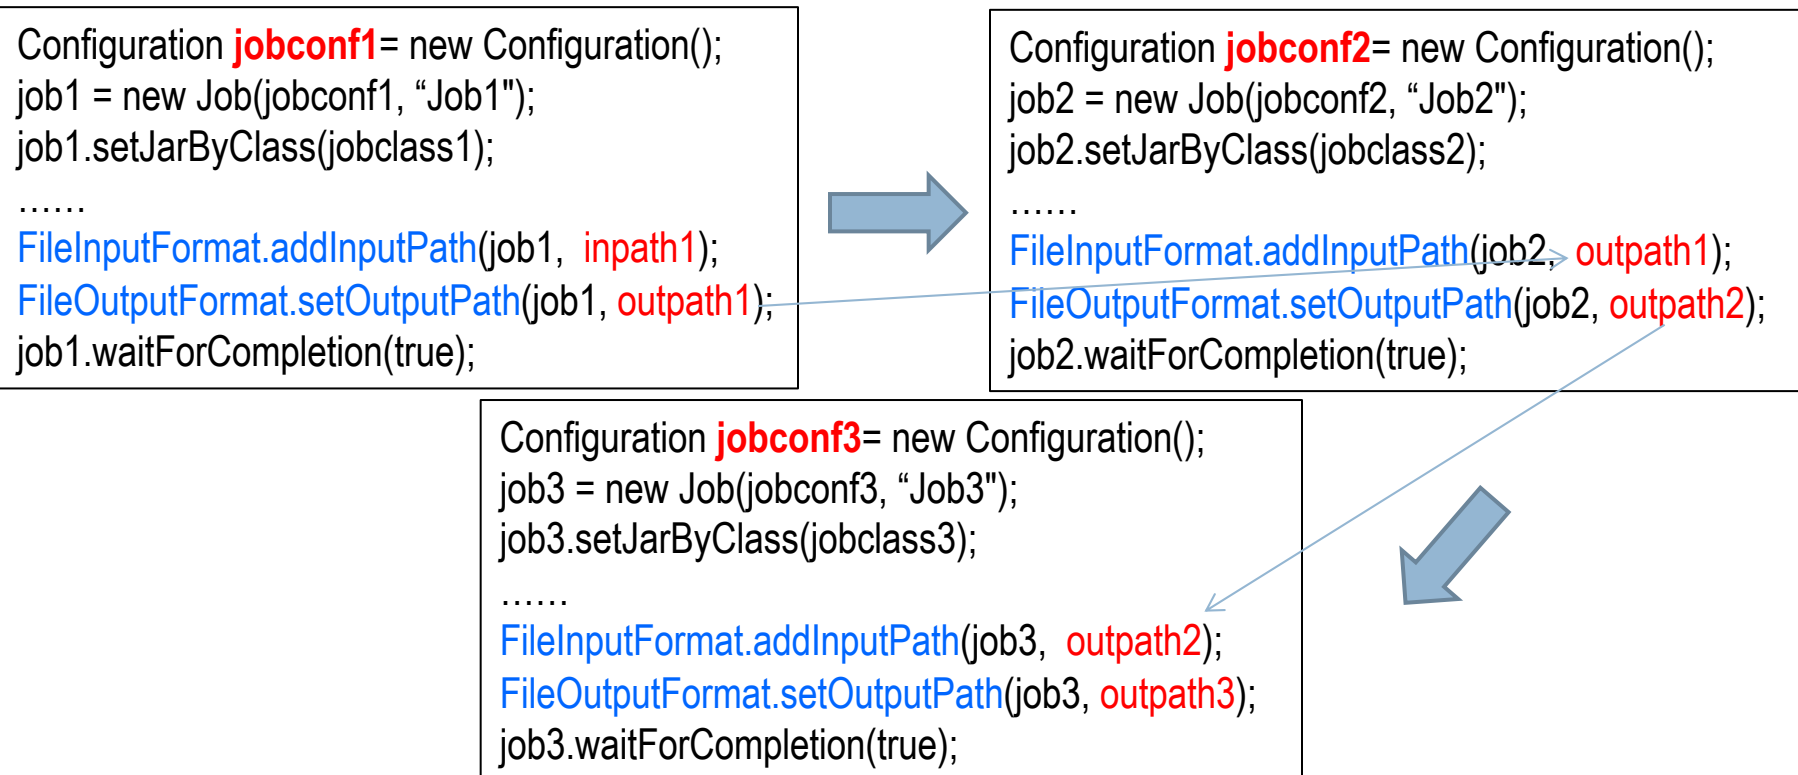 Configuration jobconf1= new Configuration();
job1 = new Job(jobconf1, “Job1");
job1.setJarByClass(jobclass1);
……
FileInputFormat.addInputPath(job1, inpath1);
FileOutputFormat.setOutputPath(job1, outpath1);
job1.waitForCompletion(true);
Configuration jobconf2= new Configuration();
job2 = new Job(jobconf2, “Job2");
job2.setJarByClass(jobclass2);
……
FileInputFormat.addInputPath(job2, outpath1);
FileOutputFormat.setOutputPath(job2, outpath2);
job2.waitForCompletion(true);
Configuration jobconf3= new Configuration();
job3 = new Job(jobconf3, “Job3");
job3.setJarByClass(jobclass3);
……
FileInputFormat.addInputPath(job3, outpath2);
FileOutputFormat.setOutputPath(job3, outpath3);
job3.waitForCompletion(true);